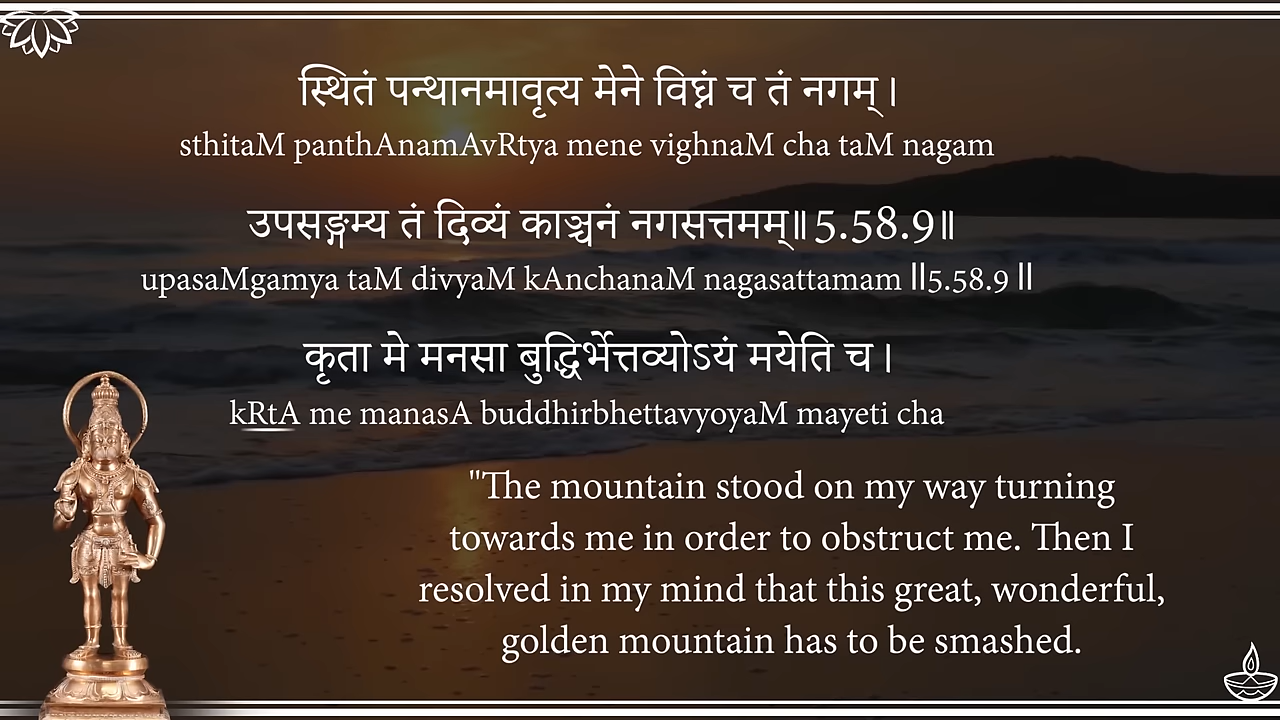 स्थितं पन्थानमावृत्य मेने विघ्नं च तं नगम् ।
sthitaM panthAnamAvRtya mene vighnaM cha taM nagam
उपसङ्गम्य तं दिव्यं काञ्चनं नगसत्तमम्॥ 5.58.9॥
upasaMgamya taM divyaM kAnchanaM nagasattamam ॥5.58.9 ॥
कृता मे मनसा बुद्धिर्भेत्तव्योऽयं मयेति च ।
kRtA me manasA buddhirbhettavyoyaM mayeti cha
"The mountain stood on my way turning
towards me in order to obstruct me. Then I
resolved in my mind that this great, wonderful,
golden mountain has to be smashed.